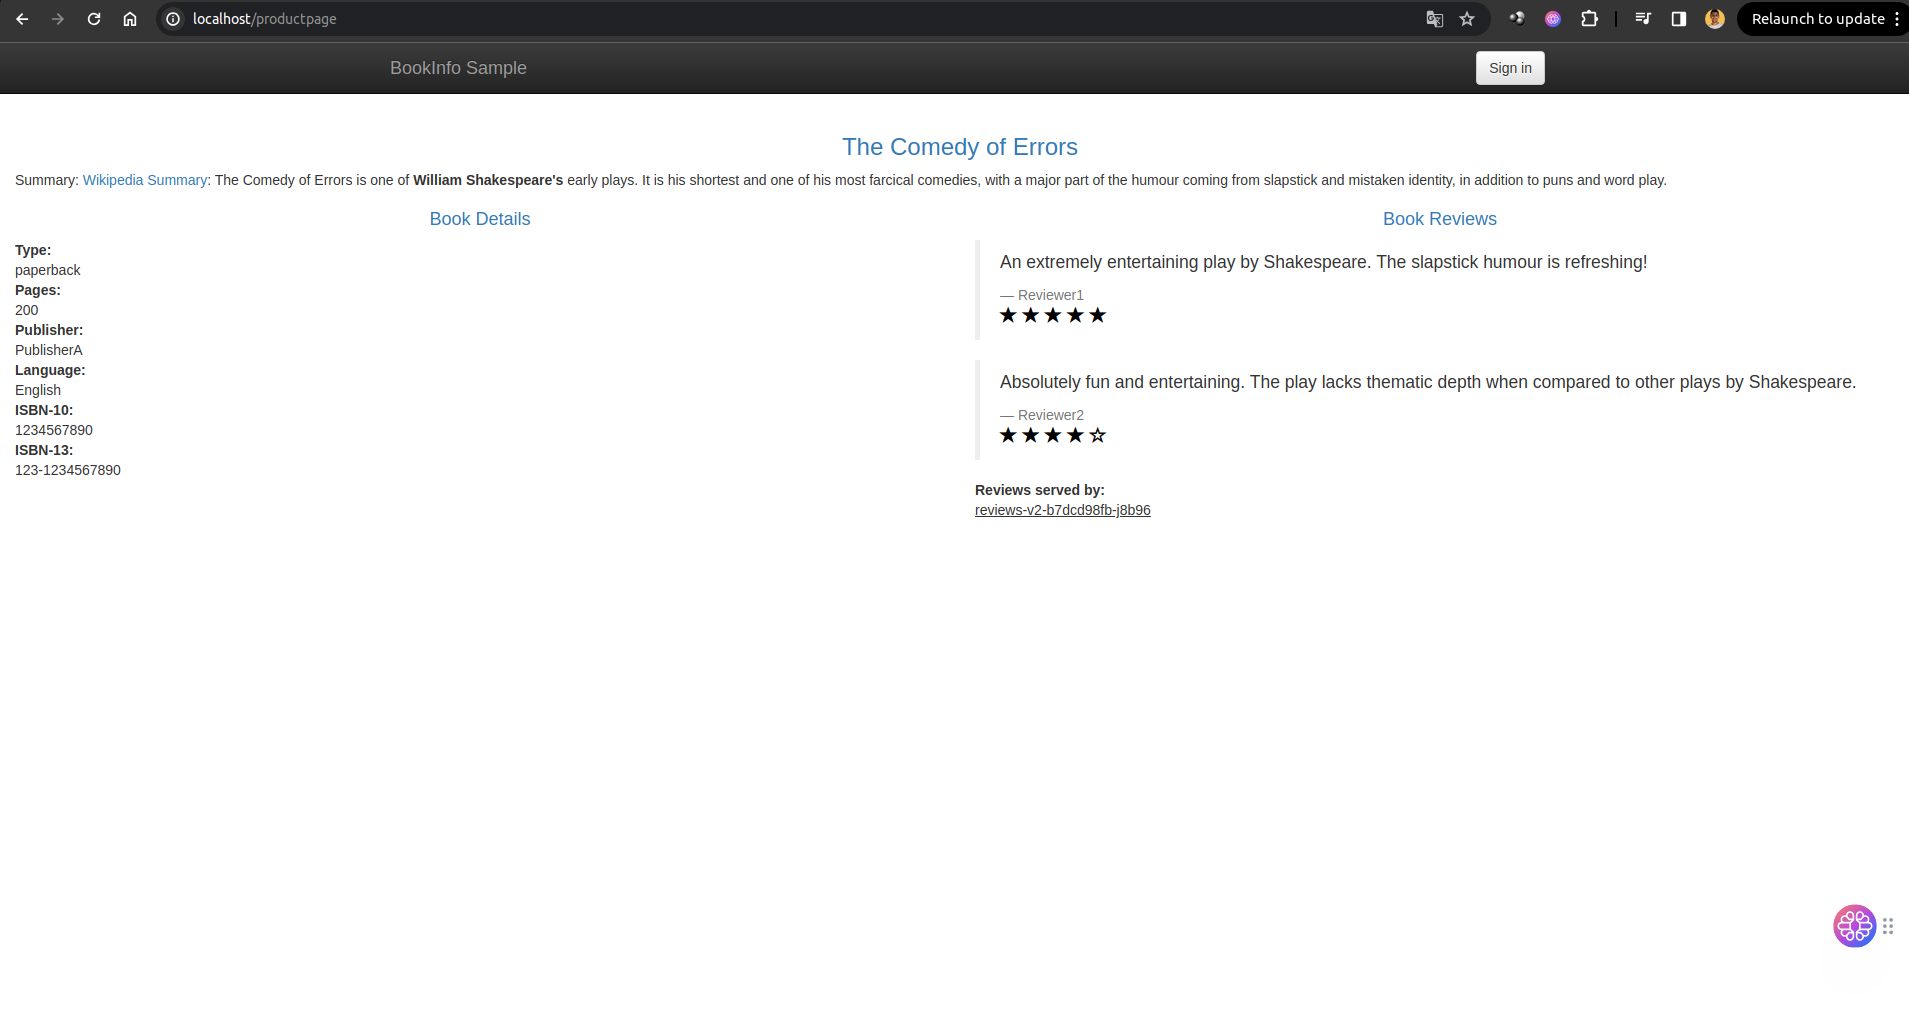 localhost/productpage
Relaunch to update
BookInfo Sample
Sign in
The Comedy of Errors
Summary: Wikipedia Summary: The Comedy of Errors is one of William Shakespeare's early plays. It is his shortest and one of his most farcical comedies, with a major part of the humour coming from slapstick and mistaken identity, in addition to puns and word play.
Book Details
Type:
paperback
Pages:
200
Publisher:
PublisherA
Language:
English
ISBN-10:
1234567890
ISBN-13:
123-1234567890
Book Reviews
An extremely entertaining play by Shakespeare. The slapstick humour is refreshing!
— Reviewer1
★★★★★
Absolutely fun and entertaining. The play lacks thematic depth when compared to other plays by Shakespeare.
— Reviewer2
★★★★☆
Reviews served by:
reviews-v2-b7dcd98fb-j8b96